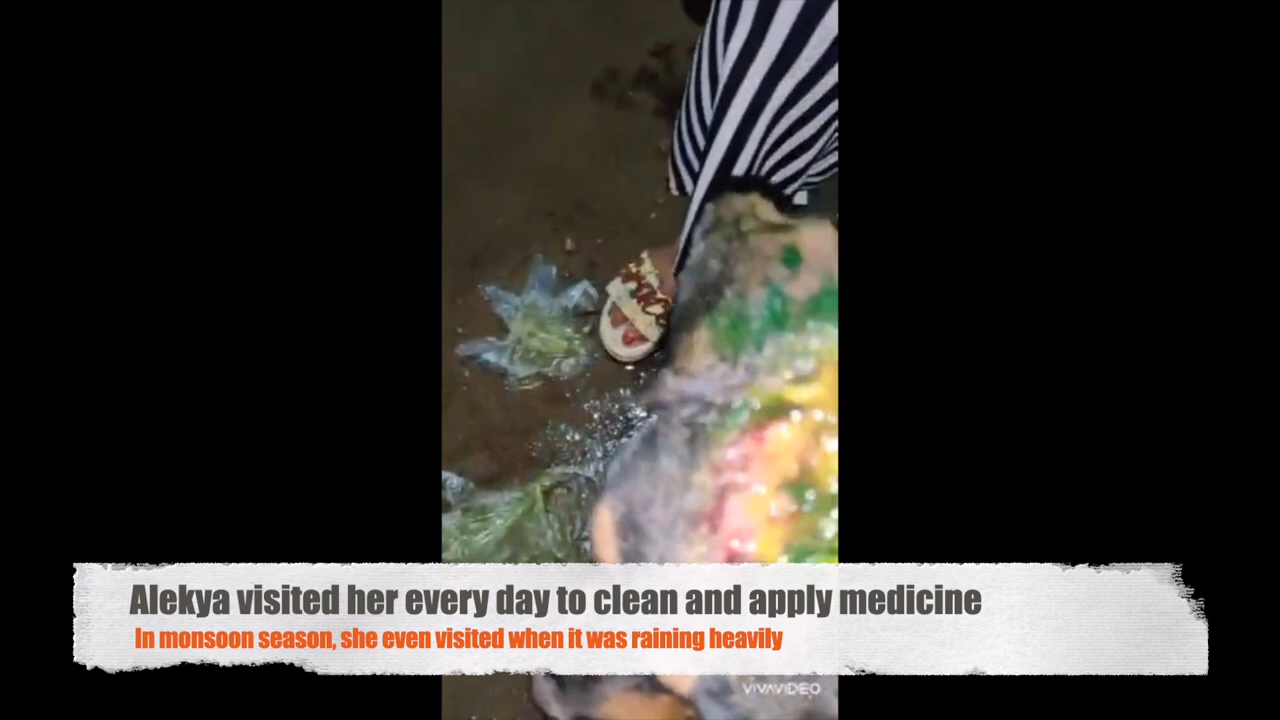 Alekya visited her every day to clean and apply medicine
In monsoon season, she even visited when it was raining heavily
VIVAVIDEO